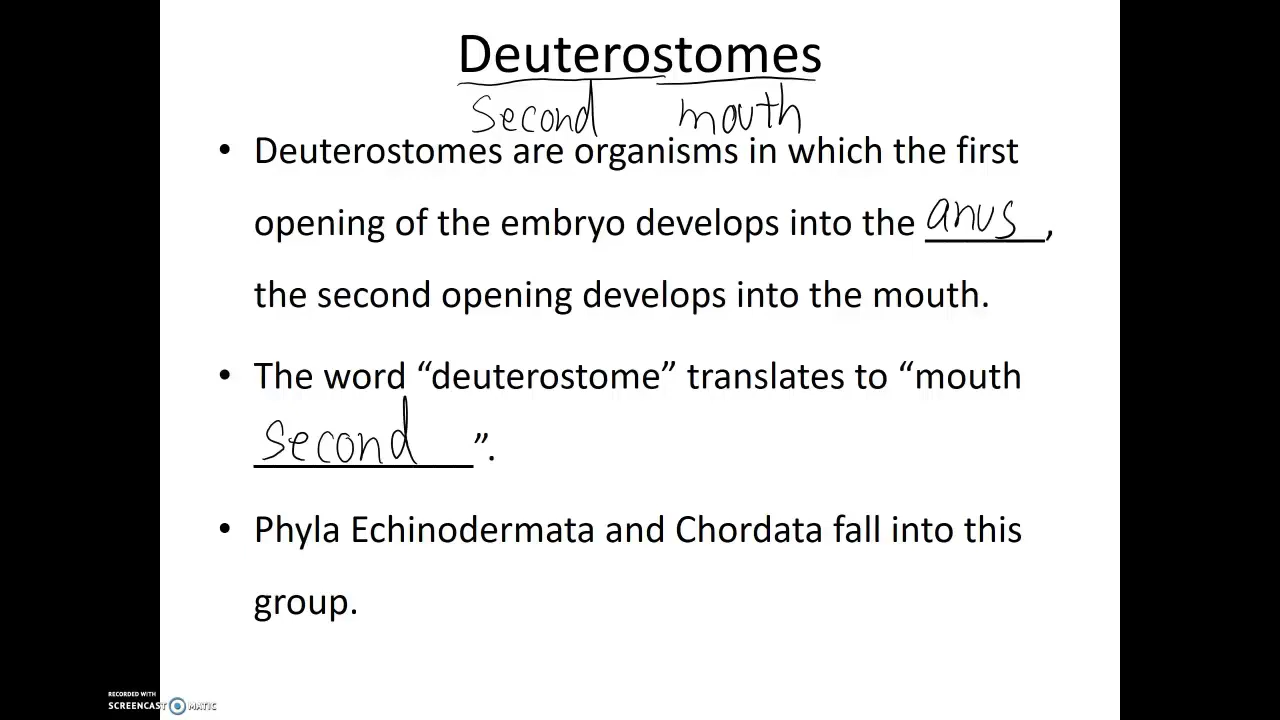 Deuterostomes
second mouth
• Deuterostomes are organisms in which the first
opening of the embryo develops into the anus,
the second opening develops into the mouth.
• The word “deuterostome” translates to “mouth
second”.
• Phyla Echinodermata and Chordata fall into this
group.
RECORDED WITH
SCREENCAST MATIC